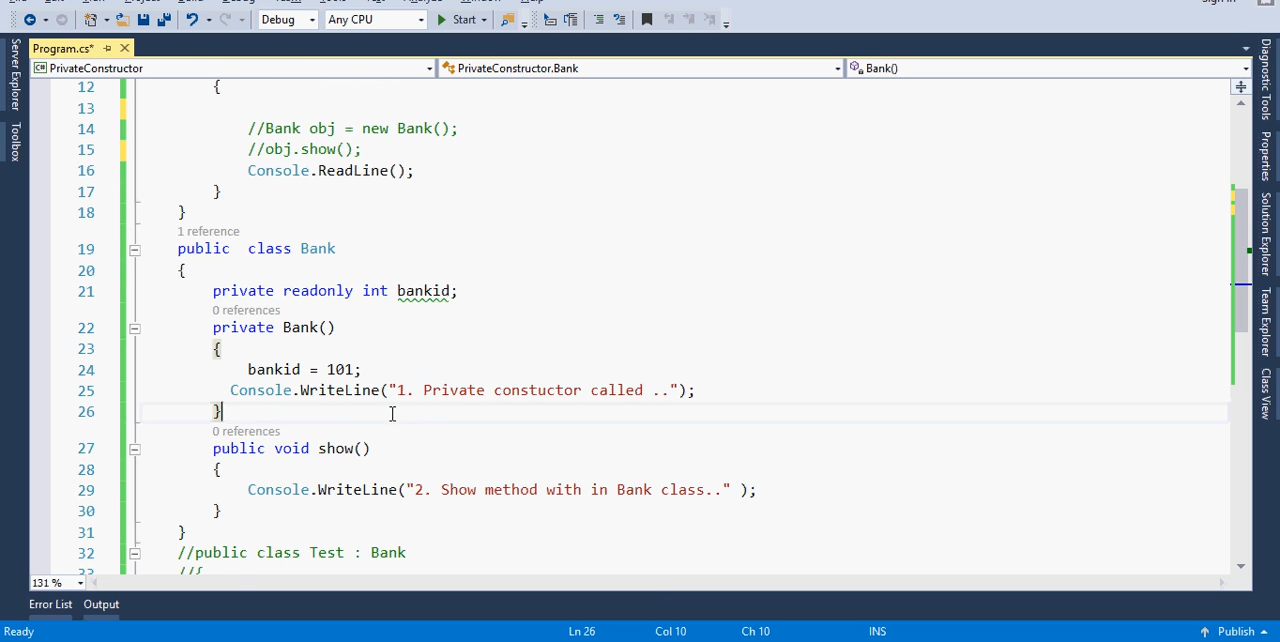 Debug Any CPU Start
Program.cs*
PrivateConstructor PrivateConstructor.Bank Bank()
Server Explorer
Toolbox
12 {
13
14 //Bank obj = new Bank();
15 //obj.show();
16 Console.ReadLine();
17 }
18 }
1 reference
19 public class Bank
20 {
21 private readonly int bankid;
0 references
22 private Bank()
23 {
24 bankid = 101;
25 Console.WriteLine("1. Private constuctor called ..");
26 }
0 references
27 public void show()
28 {
29 Console.WriteLine("2. Show method with in Bank class.." );
30 }
31 }
32 //public class Test : Bank
//{
Diagnostic Tools
Properties
Solution Explorer
Team Explorer
Class View
131 %
Error List Output
Ready Ln 26 Col 10 Ch 10 INS Publish